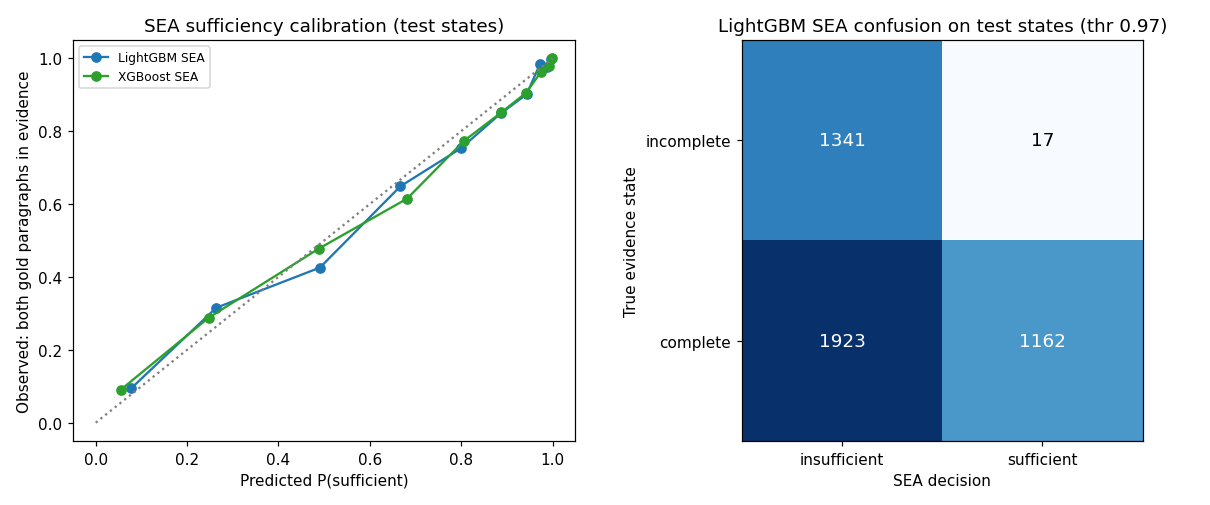 SEA sufficiency calibration (test states)
LightGBM SEA
XGBoost SEA
Observed: both gold paragraphs in evidence
1.0
0.8
0.6
0.4
0.2
0.0
0.0 0.2 0.4 0.6 0.8 1.0
Predicted P(sufficient)
LightGBM SEA confusion on test states (thr 0.97)
True evidence state
incomplete 1341 17
complete 1923 1162
insufficient sufficient
SEA decision